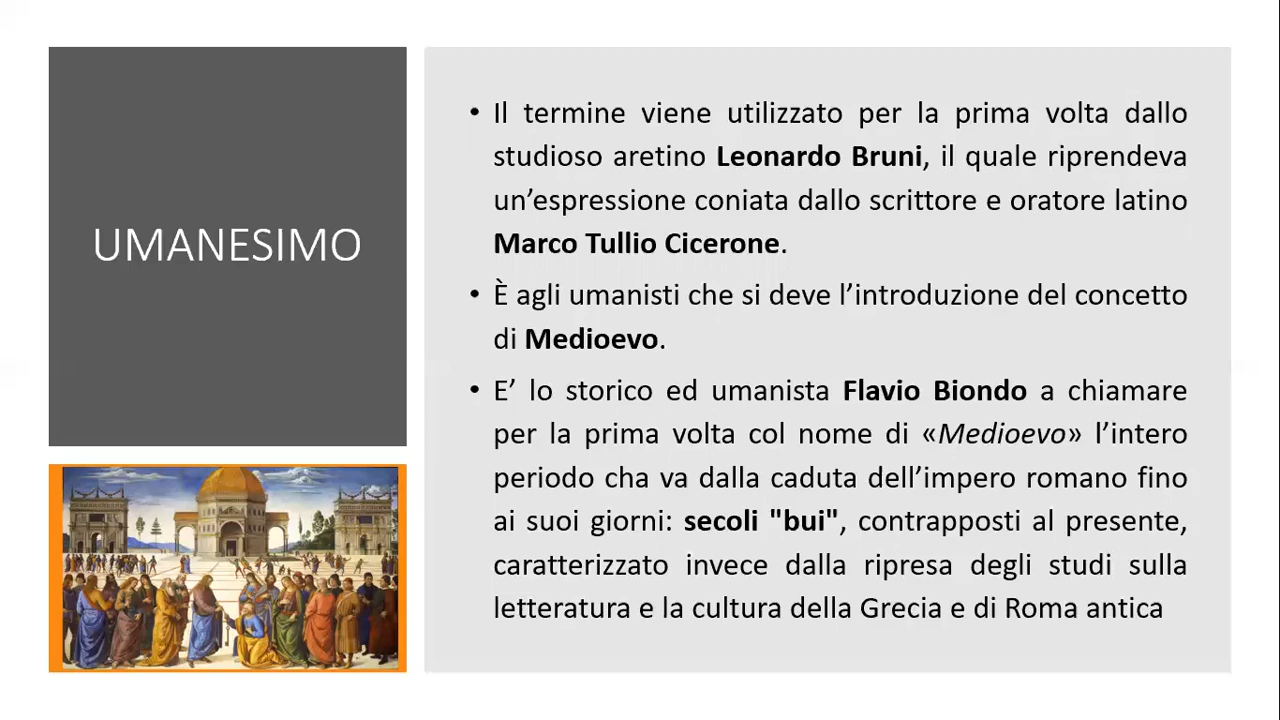 UMANESIMO
• Il termine viene utilizzato per la prima volta dallo
studioso aretino Leonardo Bruni, il quale riprendeva
un’espressione coniata dallo scrittore e oratore latino
Marco Tullio Cicerone.
• È agli umanisti che si deve l’introduzione del concetto
di Medioevo.
• E’ lo storico ed umanista Flavio Biondo a chiamare
per la prima volta col nome di «Medioevo» l’intero
periodo cha va dalla caduta dell’impero romano fino
ai suoi giorni: secoli "bui", contrapposti al presente,
caratterizzato invece dalla ripresa degli studi sulla
letteratura e la cultura della Grecia e di Roma antica